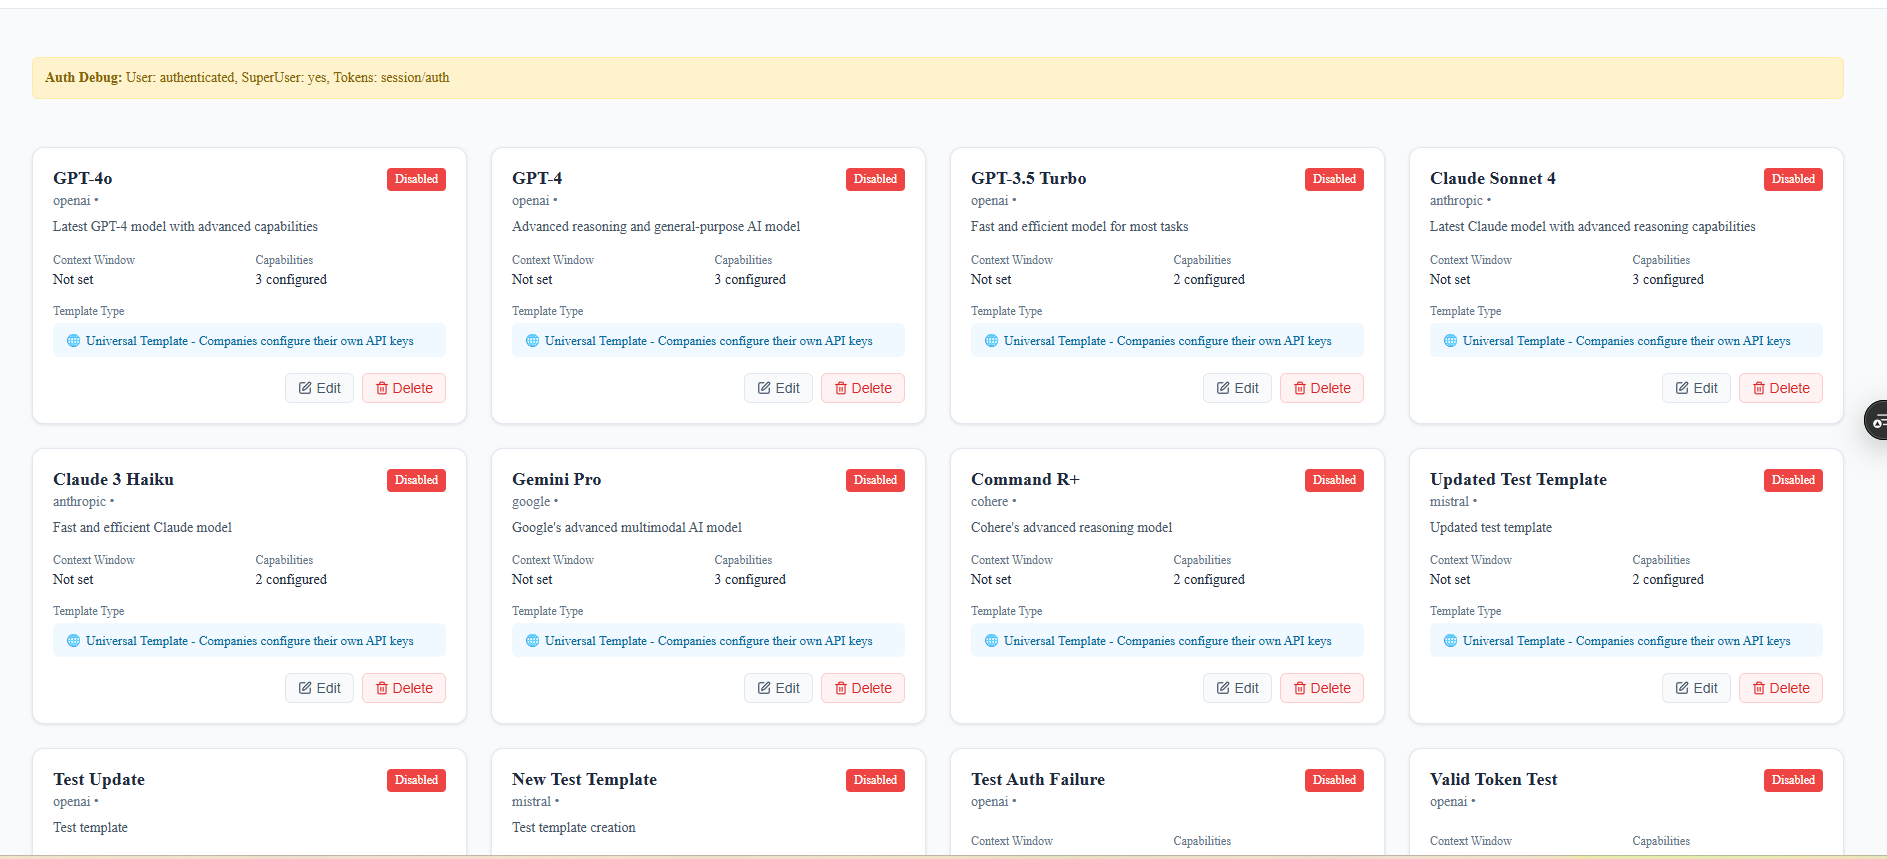 Auth Debug: User: authenticated, SuperUser: yes, Tokens: session/auth
GPT-4o
Disabled
openai •
Latest GPT-4 model with advanced capabilities
Context Window
Capabilities
Not set
3 configured
Template Type
Universal Template - Companies configure their own API keys
Edit
Delete
GPT-4
Disabled
openai •
Advanced reasoning and general-purpose AI model
Context Window
Capabilities
Not set
3 configured
Template Type
Universal Template - Companies configure their own API keys
Edit
Delete
GPT-3.5 Turbo
Disabled
openai •
Fast and efficient model for most tasks
Context Window
Capabilities
Not set
2 configured
Template Type
Universal Template - Companies configure their own API keys
Edit
Delete
Claude Sonnet 4
Disabled
anthropic •
Latest Claude model with advanced reasoning capabilities
Context Window
Capabilities
Not set
3 configured
Template Type
Universal Template - Companies configure their own API keys
Edit
Delete
Claude 3 Haiku
Disabled
anthropic •
Fast and efficient Claude model
Context Window
Capabilities
Not set
2 configured
Template Type
Universal Template - Companies configure their own API keys
Edit
Delete
Gemini Pro
Disabled
google •
Google's advanced multimodal AI model
Context Window
Capabilities
Not set
3 configured
Template Type
Universal Template - Companies configure their own API keys
Edit
Delete
Command R+
Disabled
cohere •
Cohere's advanced reasoning model
Context Window
Capabilities
Not set
2 configured
Template Type
Universal Template - Companies configure their own API keys
Edit
Delete
Updated Test Template
Disabled
mistral •
Updated test template
Context Window
Capabilities
Not set
2 configured
Template Type
Universal Template - Companies configure their own API keys
Edit
Delete
Test Update
Disabled
openai •
Test template
New Test Template
Disabled
mistral •
Test template creation
Test Auth Failure
Disabled
openai •
Context Window
Capabilities
Valid Token Test
Disabled
openai •
Context Window
Capabilities